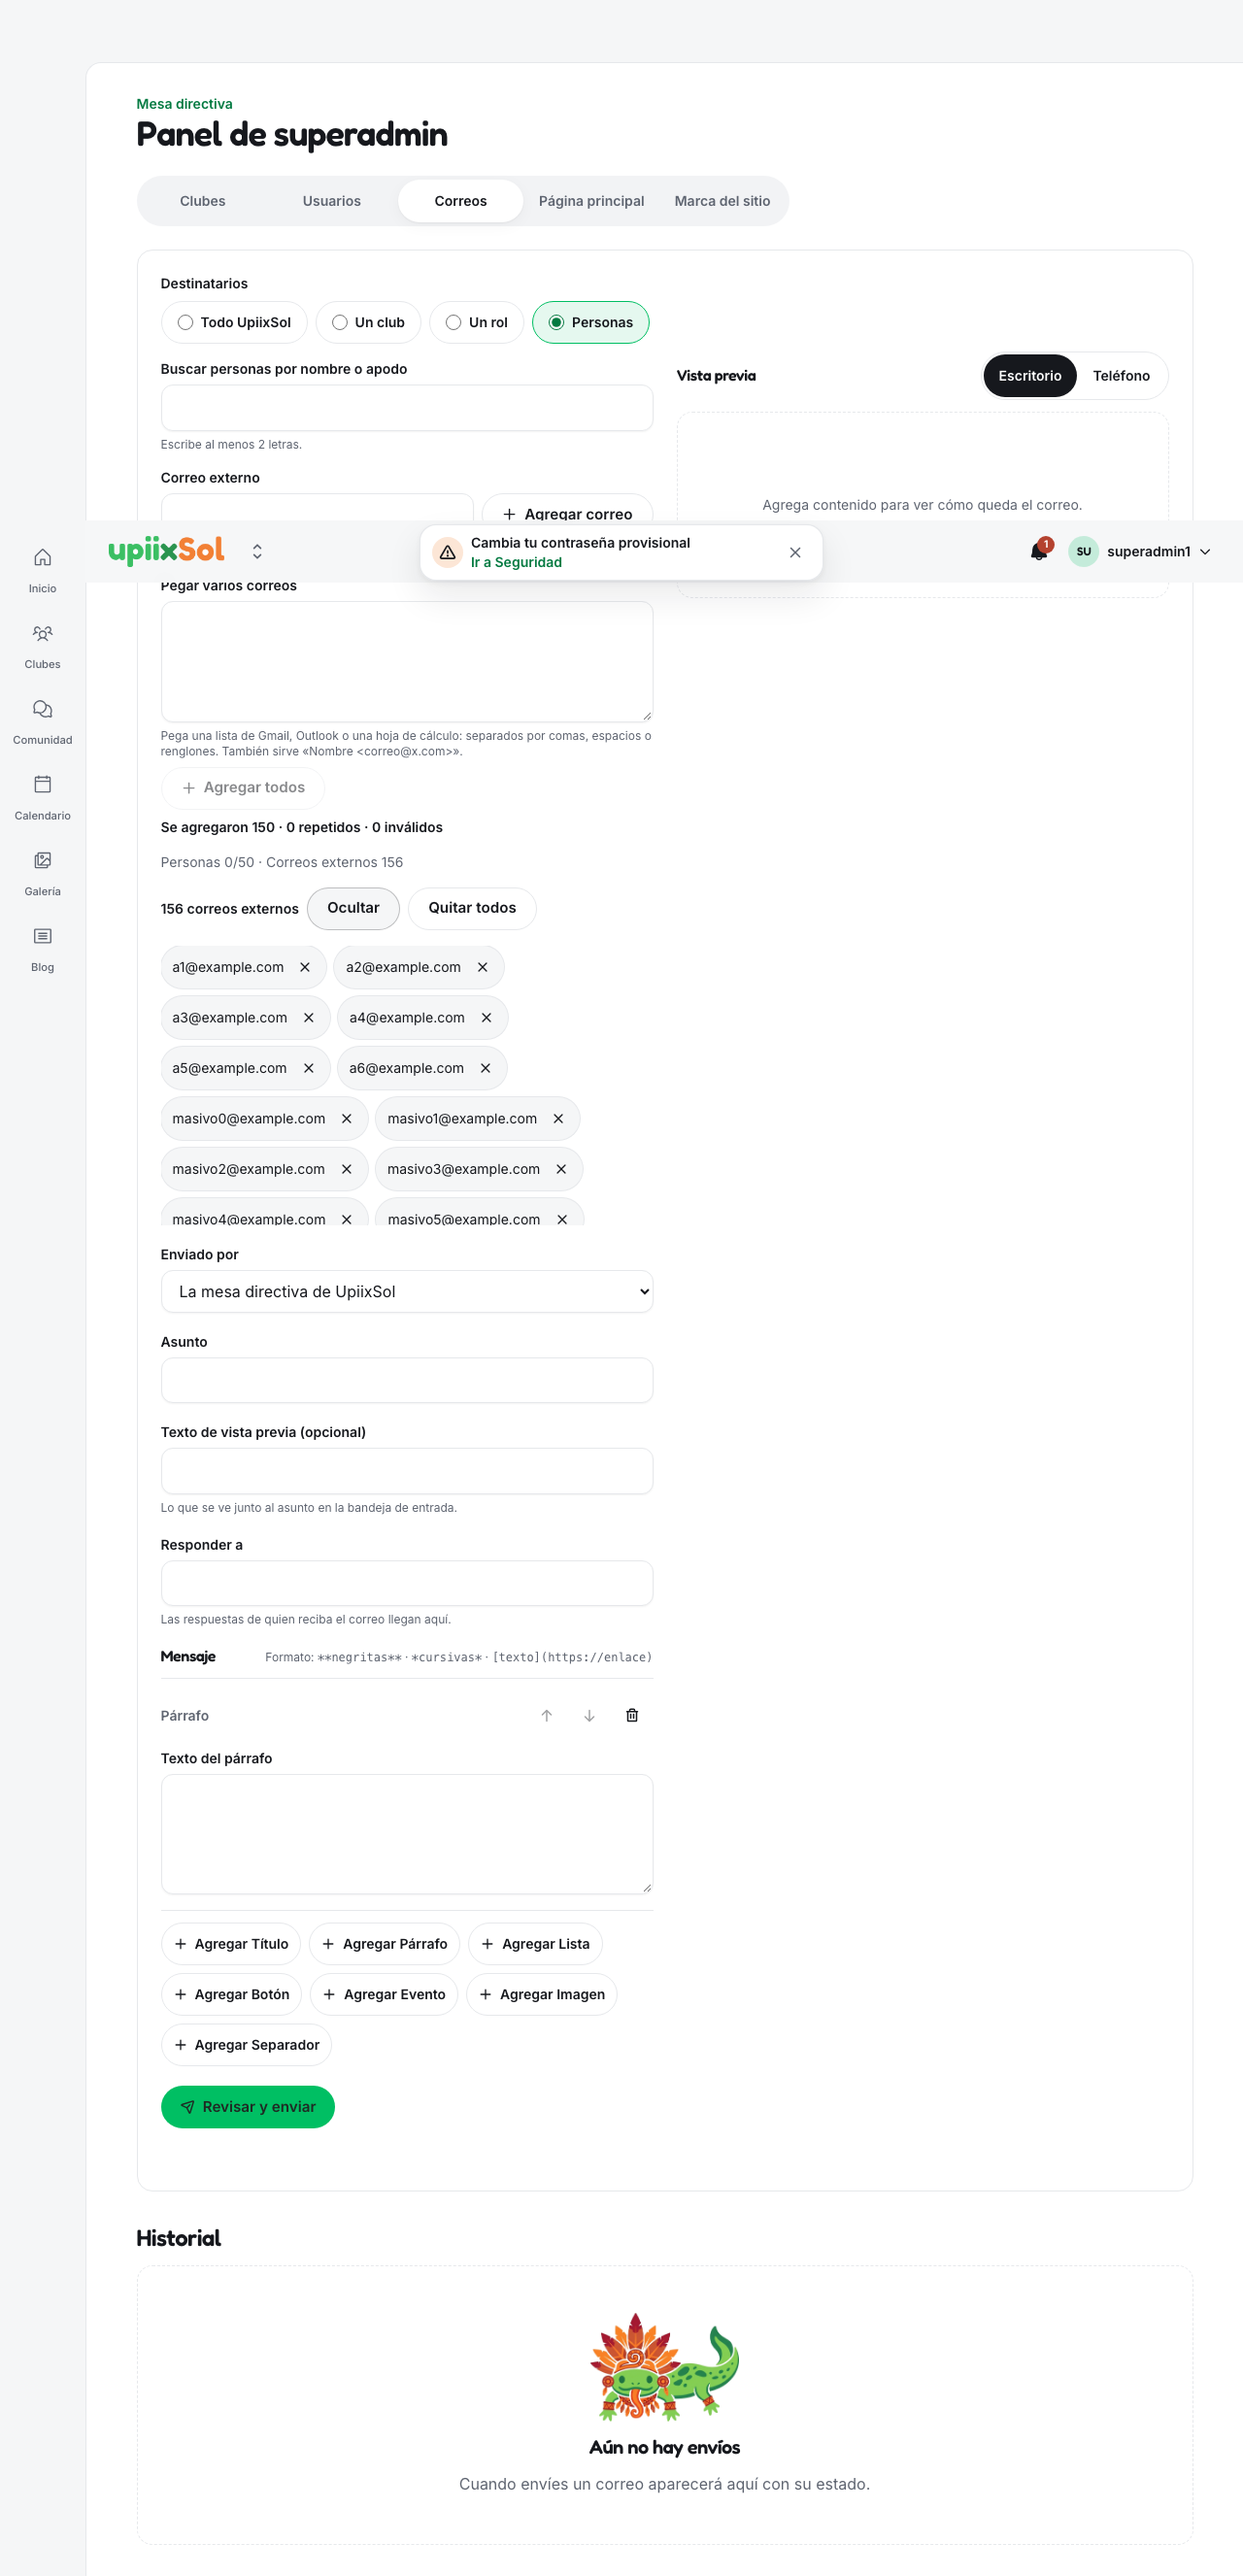 Mesa directiva
Panel de superadmin
Clubes
Usuarios
Correos
Página principal
Marca del sitio
Destinatarios
Todo UpiixSol
Un club
Un rol
Personas
Buscar personas por nombre o apodo
Escribe al menos 2 letras.
Vista previa
Escritorio
Teléfono
Agrega contenido para ver cómo queda el correo.
Correo externo
Agregar correo
upiixSol
Cambia tu contraseña provisional
Ir a Seguridad
1
SU
superadmin1
Inicio
Clubes
Comunidad
Calendario
Galería
Blog
Pegar varios correos
Pega una lista de Gmail, Outlook o una hoja de cálculo: separados por comas, espacios o
renglones. También sirve «Nombre <correo@x.com>».
Agregar todos
Se agregaron 150 · 0 repetidos · 0 inválidos
Personas 0/50 · Correos externos 156
156 correos externos
Ocultar
Quitar todos
a1@example.com
a2@example.com
a3@example.com
a4@example.com
a5@example.com
a6@example.com
masivo0@example.com
masivo1@example.com
masivo2@example.com
masivo3@example.com
masivo4@example.com
masivo5@example.com
Enviado por
La mesa directiva de UpiixSol
Asunto
Texto de vista previa (opcional)
Lo que se ve junto al asunto en la bandeja de entrada.
Responder a
Las respuestas de quien reciba el correo llegan aquí.
Mensaje
Formato: **negritas** · *cursivas* · [texto](https://enlace)
Párrafo
Texto del párrafo
Agregar Título
Agregar Párrafo
Agregar Lista
Agregar Botón
Agregar Evento
Agregar Imagen
Agregar Separador
Revisar y enviar
Historial
Aún no hay envíos
Cuando envíes un correo aparecerá aquí con su estado.